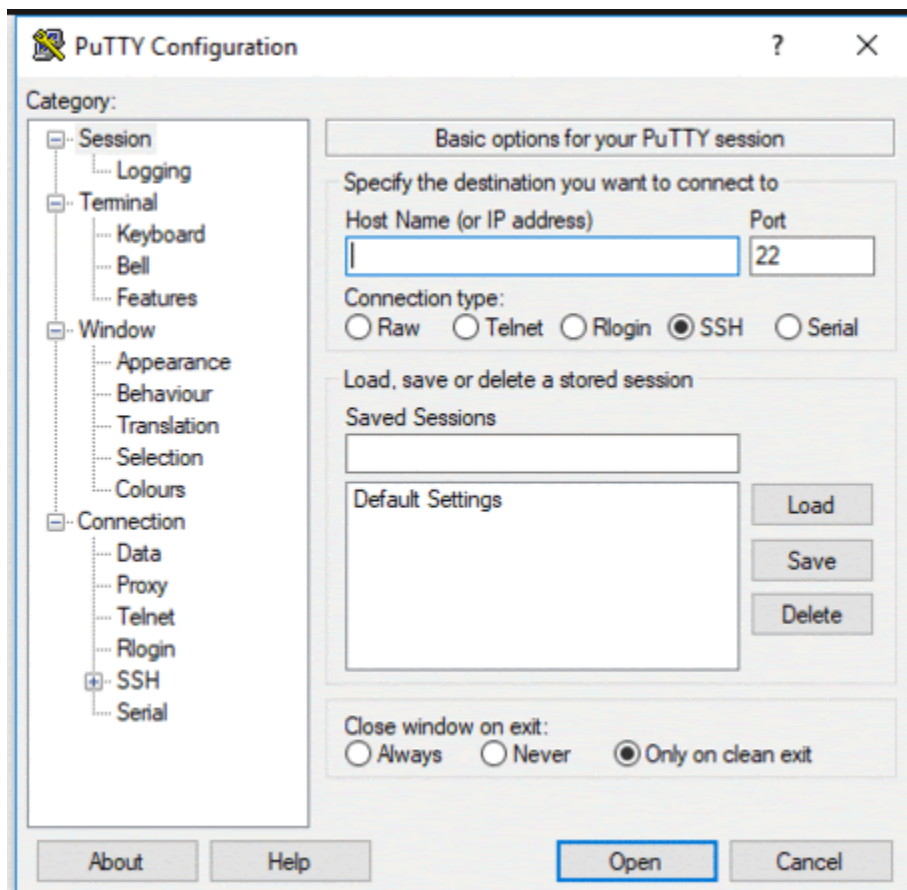 PuTTY Configuration ? X
Category:
Session
Logging
Terminal
Keyboard
Bell
Features
Window
Appearance
Behaviour
Translation
Selection
Colours
Connection
Data
Proxy
Telnet
Rlogin
SSH
Serial
Basic options for your PuTTY session
Specify the destination you want to connect to
Host Name (or IP address) Port
22
Connection type:
Raw Telnet Rlogin SSH Serial
Load, save or delete a stored session
Saved Sessions
Default Settings
Load
Save
Delete
Close window on exit:
Always Never Only on clean exit
About Help Open Cancel